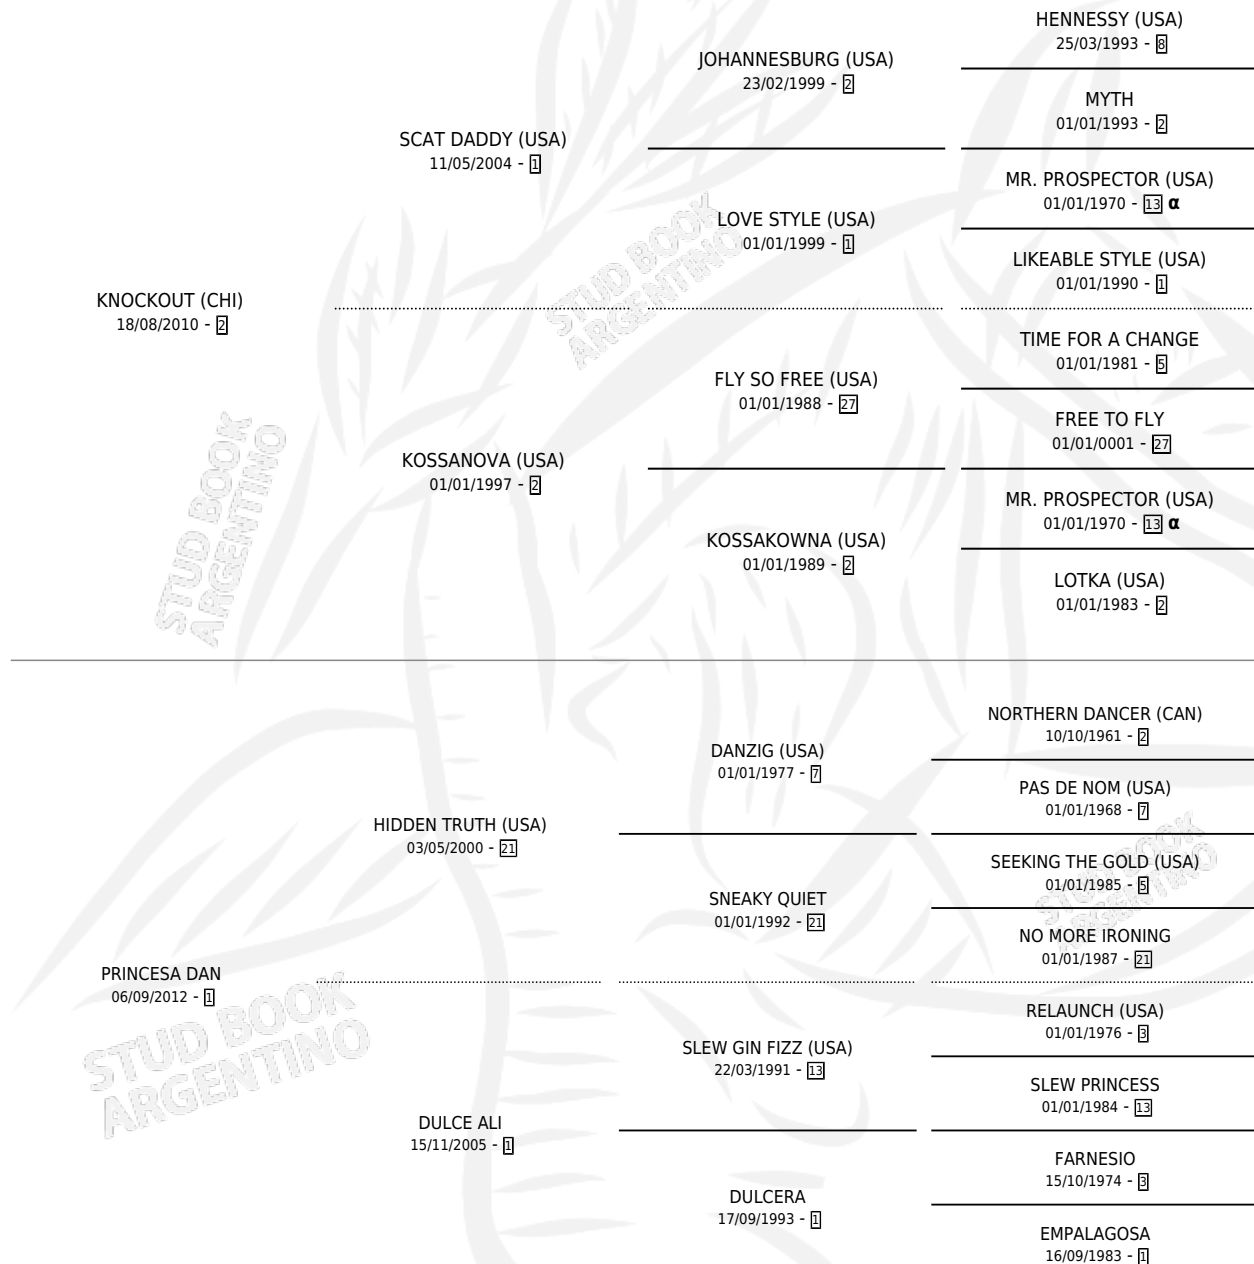 HENNESSY (USA)
25/03/1993 - 8
JOHANNESBURG (USA)
23/02/1999 - 2
MYTH
01/01/1993 - 2
SCAT DADDY (USA)
11/05/2004 - 1
MR. PROSPECTOR (USA)
01/01/1970 - 13 α
LOVE STYLE (USA)
01/01/1999 - 1
LIKEABLE STYLE (USA)
01/01/1990 - 1
KNOCKOUT (CHI)
18/08/2010 - 2
TIME FOR A CHANGE
01/01/1981 - 5
FLY SO FREE (USA)
01/01/1988 - 27
FREE TO FLY
01/01/0001 - 27
KOSSANOVA (USA)
01/01/1997 - 2
MR. PROSPECTOR (USA)
01/01/1970 - 13 α
KOSSAKOWNA (USA)
01/01/1989 - 2
LOTKA (USA)
01/01/1983 - 2
NORTHERN DANCER (CAN)
10/10/1961 - 2
DANZIG (USA)
01/01/1977 - 7
PAS DE NOM (USA)
01/01/1968 - 7
HIDDEN TRUTH (USA)
03/05/2000 - 21
SEEKING THE GOLD (USA)
01/01/1985 - 5
SNEAKY QUIET
01/01/1992 - 21
NO MORE IRONING
01/01/1987 - 21
PRINCESA DAN
06/09/2012 - 1
RELAUNCH (USA)
01/01/1976 - 3
SLEW GIN FIZZ (USA)
22/03/1991 - 13
SLEW PRINCESS
01/01/1984 - 13
DULCE ALI
15/11/2005 - 1
FARNESIO
15/10/1974 - 3
DULCERA
17/09/1993 - 1
EMPALAGOSA
16/09/1983 - 1
STUD BOOK
ARGENTINO
STUD BOOK
ARGENTINO
STUD BOOK
ARGENTINO
STUD BOOK
ARGENTINO